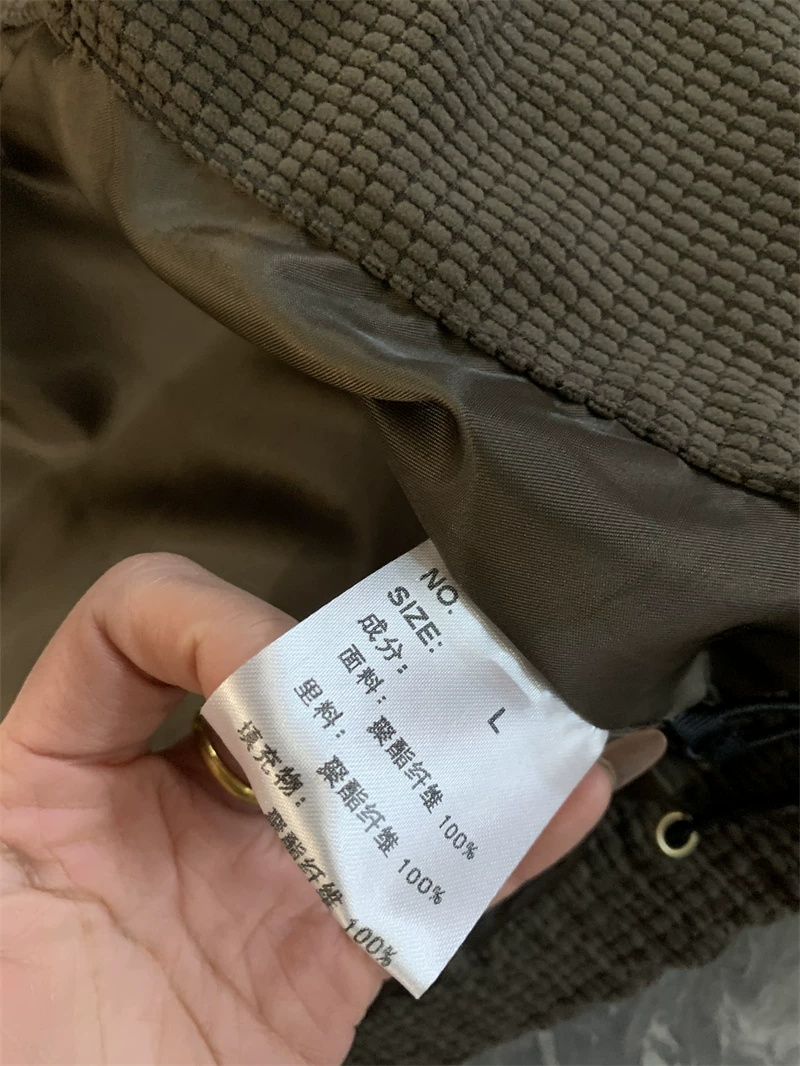 NO.
SIZE: L
成分:
面料: 聚酯纤维 100%
里料: 聚酯纤维 100%
填充物: 聚酯纤维 100%